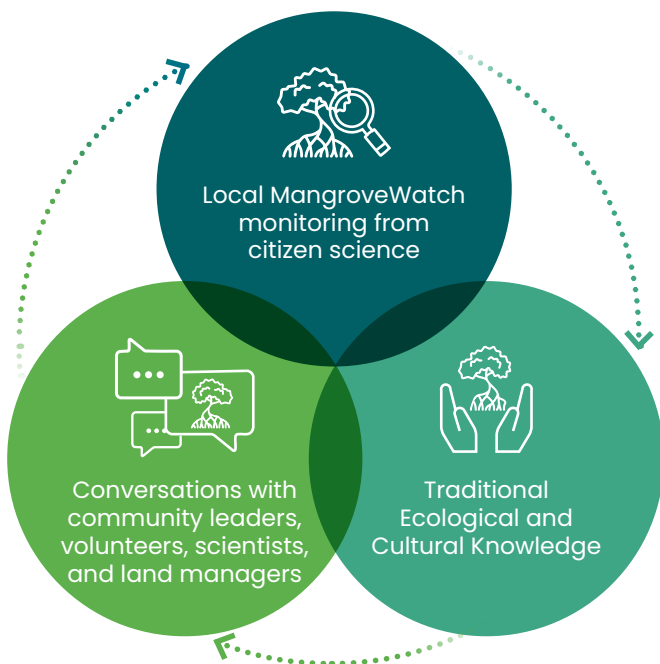 Local MangroveWatch
monitoring from
citizen science
Conversations with
community leaders,
volunteers, scientists,
and land managers
Traditional
Ecological and
Cultural Knowledge